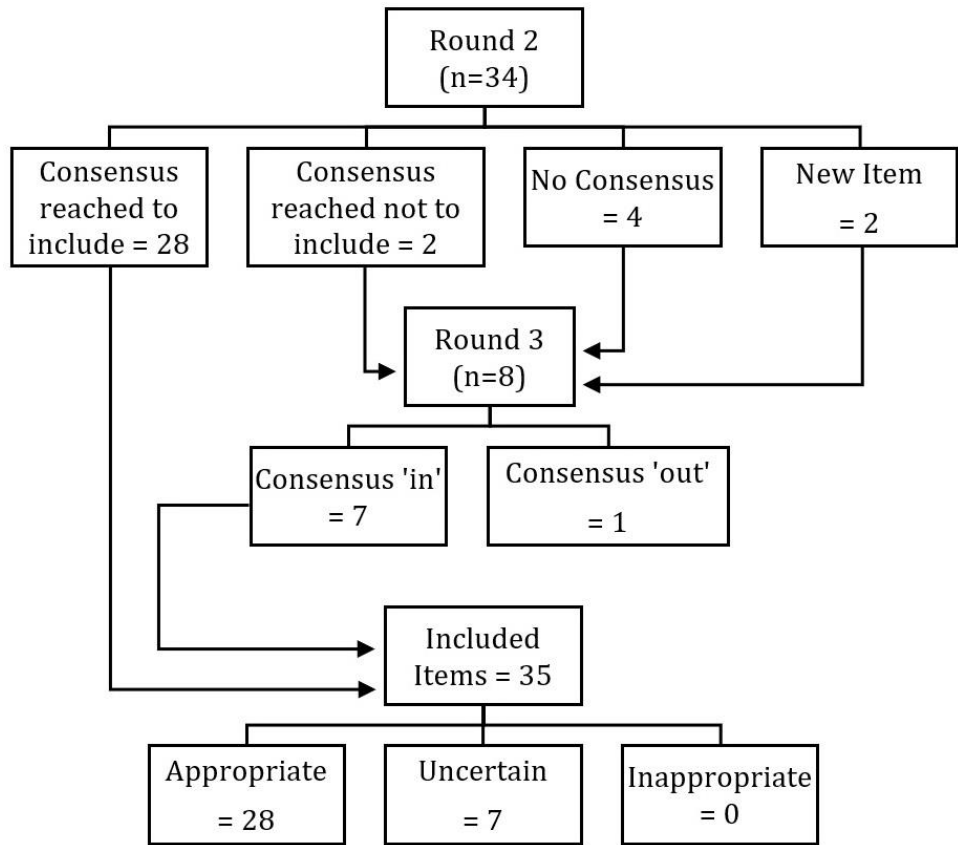 Round 2
(n=34)
Consensus
reached to
include = 28
Consensus
reached not to
include = 2
No Consensus
= 4
New Item
= 2
Round 3
(n=8)
Consensus 'in'
= 7
Consensus 'out'
= 1
Included
Items = 35
Appropriate
= 28
Uncertain
= 7
Inappropriate
= 0